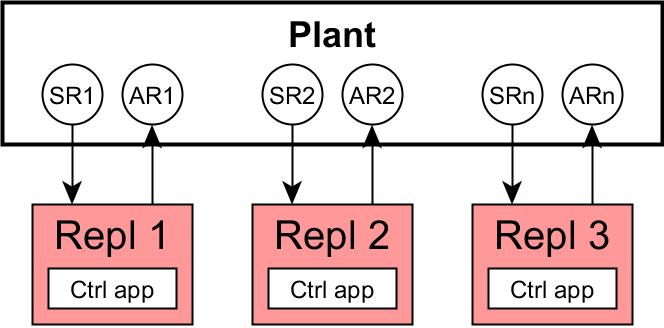 Plant
SR1 AR1 SR2 AR2 SRn ARn
Repl 1 Repl 2 Repl 3
Ctrl app Ctrl app Ctrl app